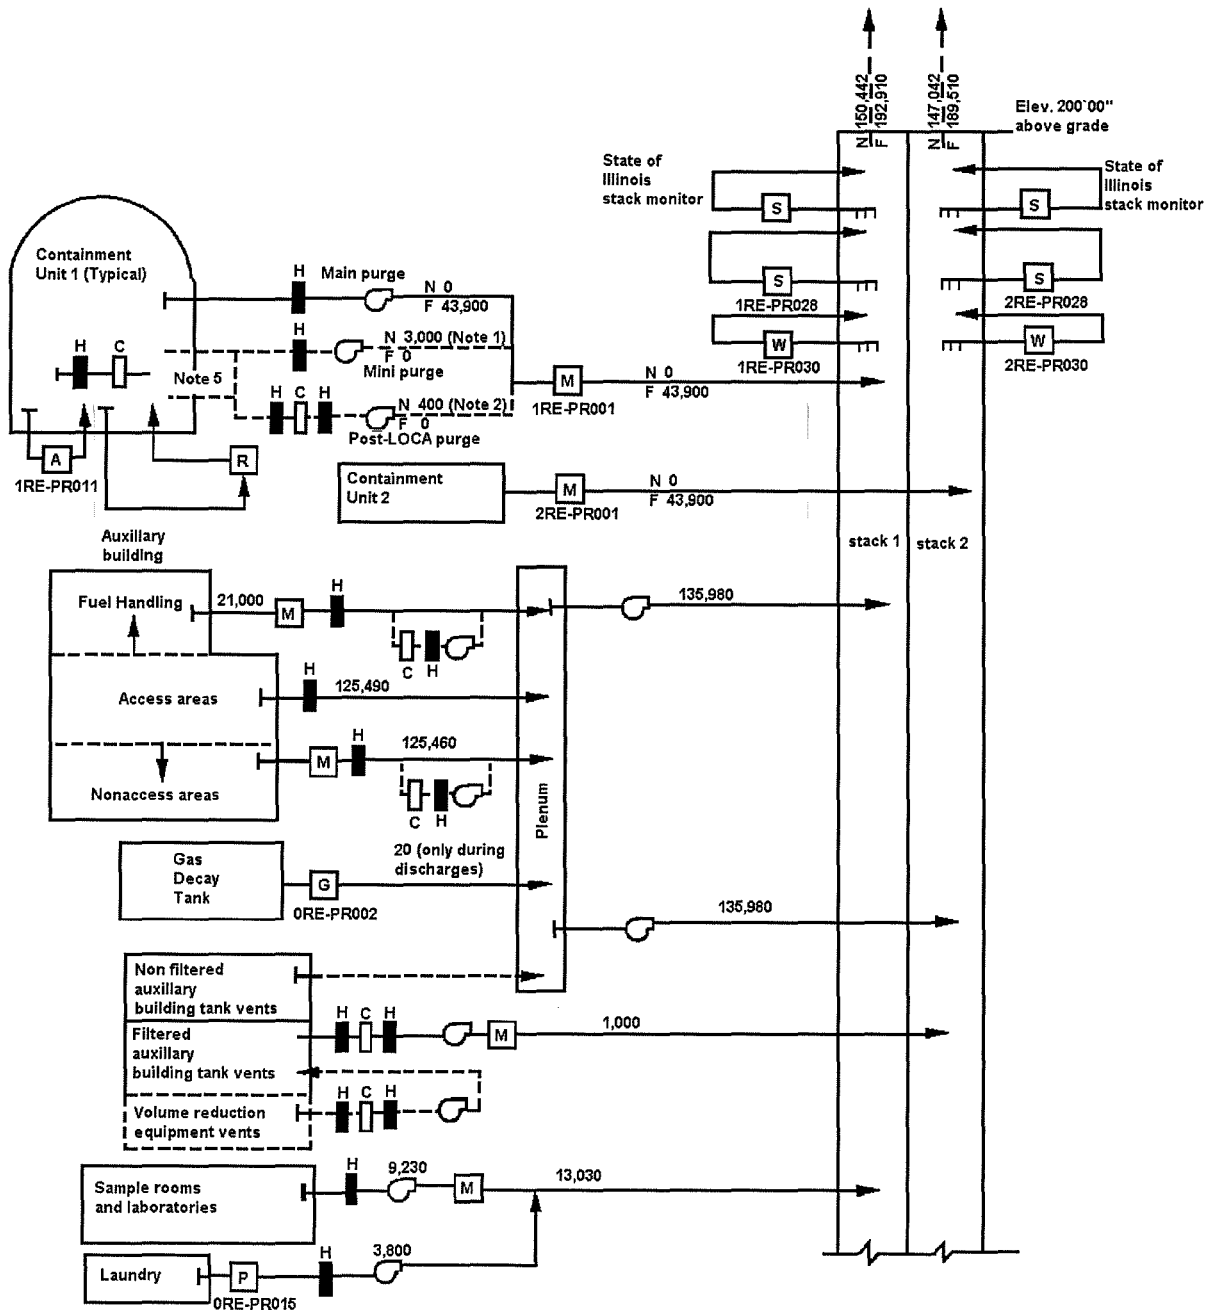 N 150,442
F 192,910
N 147,042
F 189,510
Elev. 200`00"
above grade
State of
Illinois
stack monitor
State of
Illinois
stack monitor
S
S
S
1RE-PR028
S
2RE-PR028
W
1RE-PR030
W
2RE-PR030
Containment
Unit 1 (Typical)
H
Main purge
N 0
F 43,900
H
N 3,000 (Note 1)
F 0
Mini purge
H
C
Note 5
H
C
H
N 400 (Note 2)
F 0
Post-LOCA purge
M
1RE-PR001
N 0
F 43,900
A
1RE-PR011
R
Containment
Unit 2
M
2RE-PR001
N 0
F 43,900
stack 1
stack 2
Auxillary
building
Fuel Handling
21,000
M
H
C
H
135,980
Access areas
H
125,490
Nonaccess areas
M
H
125,460
C
H
Plenum
Gas
Decay
Tank
G
0RE-PR002
20 (only during
discharges)
135,980
Non filtered
auxillary
building tank vents
Filtered
auxillary
building tank vents
H
C
H
M
1,000
Volume reduction
equipment vents
H
C
H
Sample rooms
and laboratories
H
9,230
M
13,030
Laundry
P
0RE-PR015
H
3,800